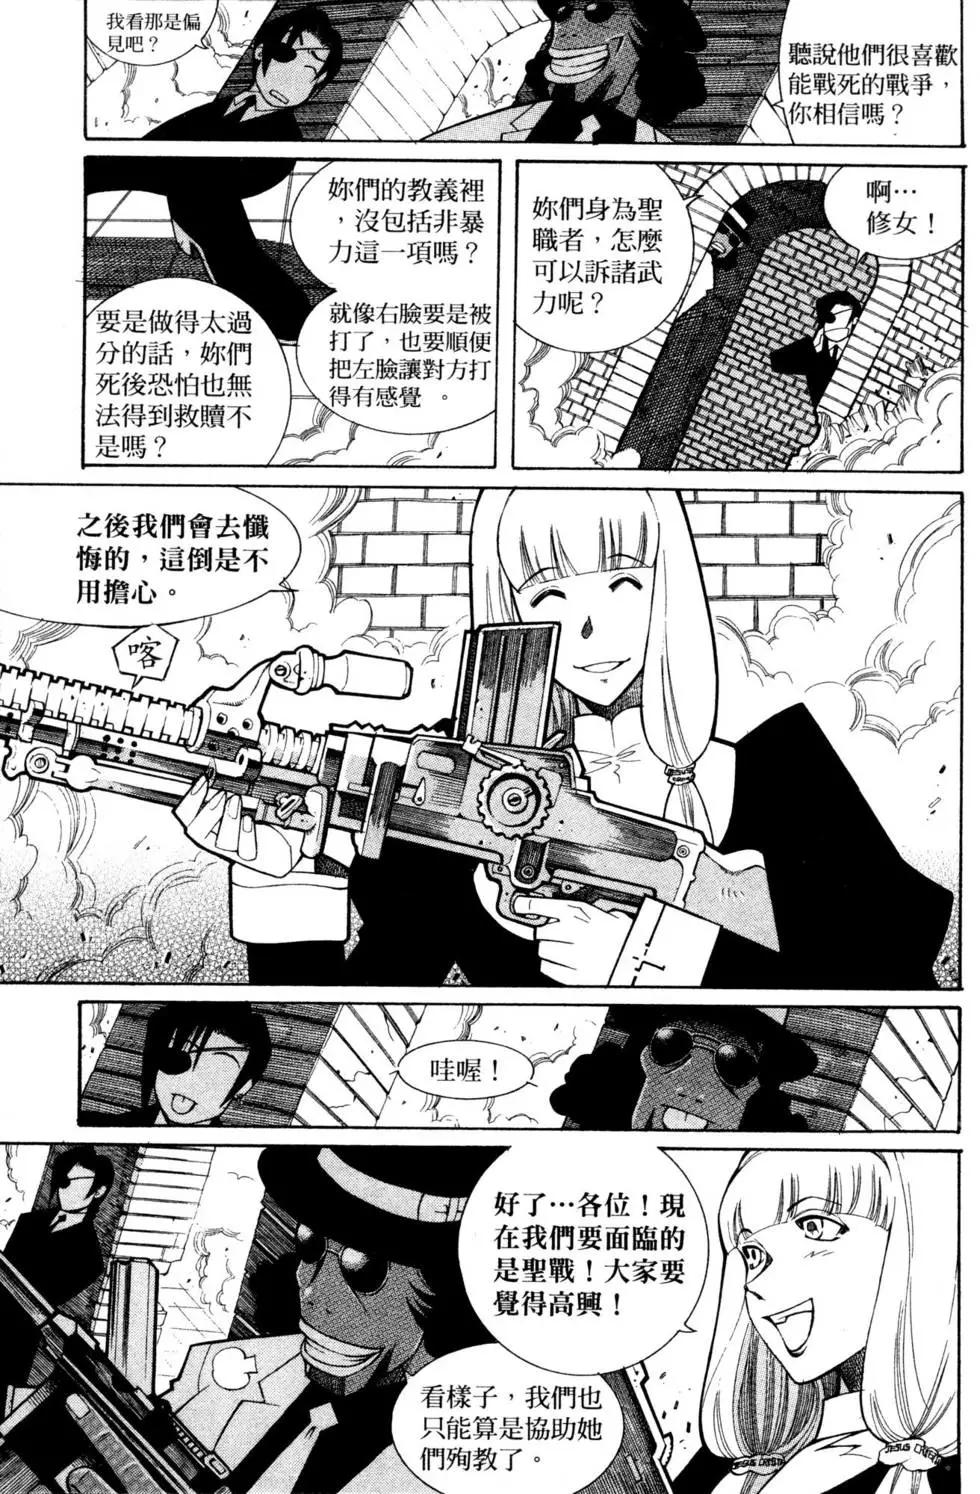 聽說他們很喜歡
能戰死的戰爭，
你相信嗎？
我看那是偏
見吧？
啊⋯
修女！
妳們身為聖
職者，怎麼
可以訴諸武
力呢？
妳們的教義裡
，沒包括非暴
力這一項嗎？
就像右臉要是被
打了，也要順便
把左臉讓對方打
得有感覺 。
要是做得太過
分的話，妳們
死後恐怕也無
法得到救贖不
是嗎？
之後我們會去懺
悔的，這倒是不
用擔心。
喀
哇喔！
好了⋯各位！現
在我們要面臨的
是聖戰！大家要
覺得高興！
看樣子，我們也
只能算是協助她
們殉教了。